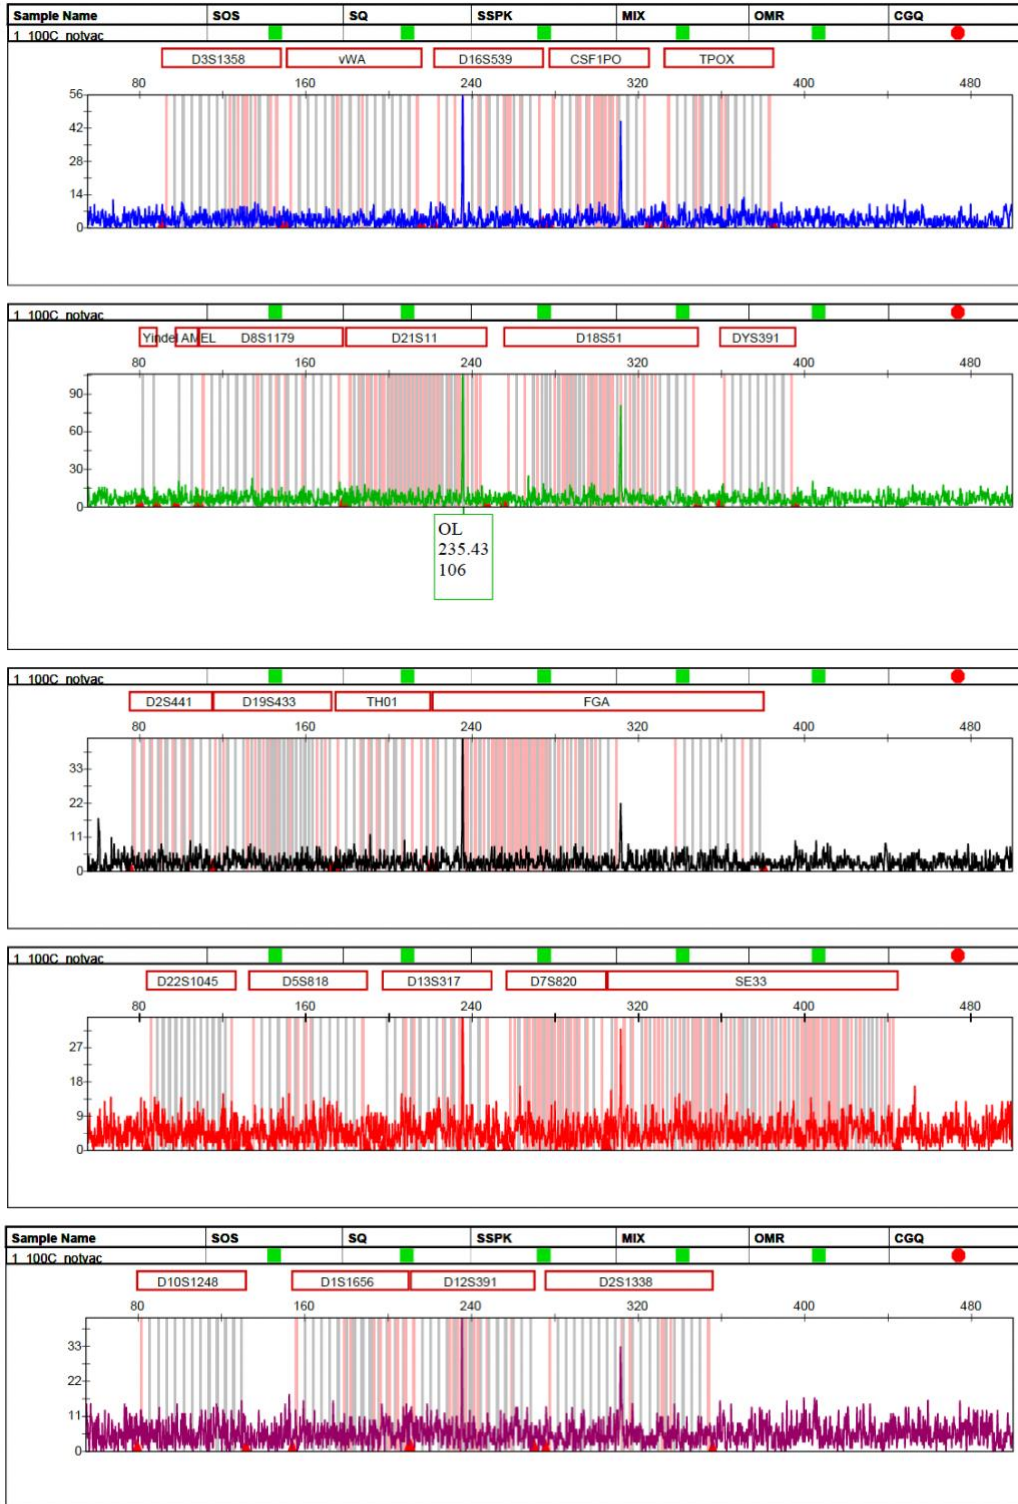 Sample Name SOS SQ SSPK MIX OMR CGQ
1_100C_notvac
D3S1358 vWA D16S539 CSF1PO TPOX
80 160 240 320 400 480
56
42
28
14
0
1_100C_notvac
Yindel AMEL D8S1179 D21S11 D18S51 DYS391
80 160 240 320 400 480
90
60
30
0
OL
235.43
106
1_100C_notvac
D2S441 D19S433 TH01 FGA
80 160 240 320 400 480
33
22
11
0
1_100C_notvac
D22S1045 D5S818 D13S317 D7S820 SE33
80 160 240 320 400 480
27
18
9
0
Sample Name SOS SQ SSPK MIX OMR CGQ
1_100C_notvac
D10S1248 D1S1656 D12S391 D2S1338
80 160 240 320 400 480
33
22
11
0